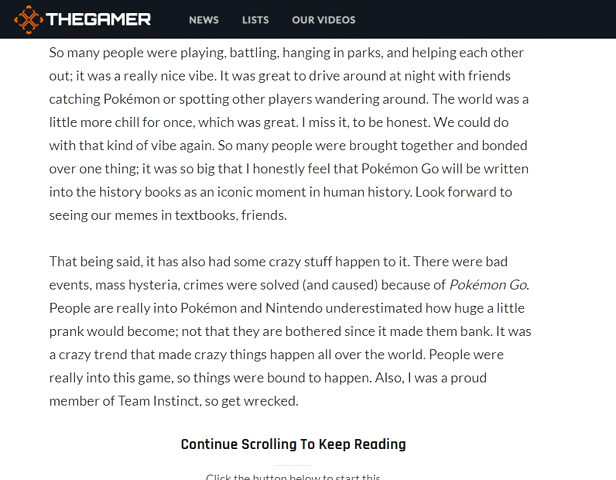 THEGAMER NEWS LISTS OUR VIDEOS
So many people were playing, battling, hanging in parks, and helping each other
out; it was a really nice vibe. It was great to drive around at night with friends
catching Pokémon or spotting other players wandering around. The world was a
little more chill for once, which was great. I miss it, to be honest. We could do
with that kind of vibe again. So many people were brought together and bonded
over one thing; it was so big that I honestly feel that Pokémon Go will be written
into the history books as an iconic moment in human history. Look forward to
seeing our memes in textbooks, friends.
That being said, it has also had some crazy stuff happen to it. There were bad
events, mass hysteria, crimes were solved (and caused) because of Pokémon Go.
People are really into Pokémon and Nintendo underestimated how huge a little
prank would become; not that they are bothered since it made them bank. It was
a crazy trend that made crazy things happen all over the world. People were
really into this game, so things were bound to happen. Also, I was a proud
member of Team Instinct, so get wrecked.
Continue Scrolling To Keep Reading
Click the button below to start this